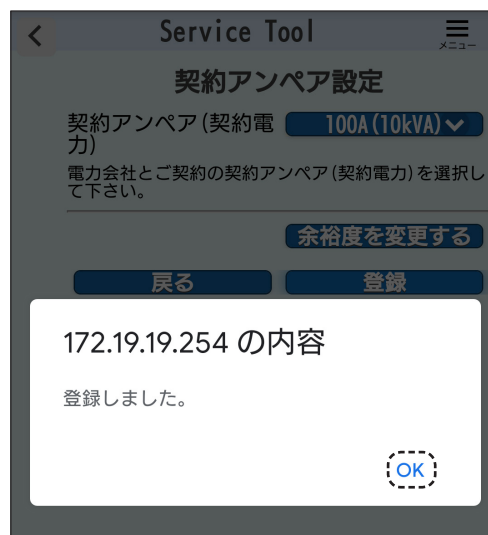 Service Tool
メニュー
契約アンペア設定
契約アンペア(契約電
力)
100A(10kVA)
電力会社とご契約の契約アンペア(契約電力)を選択し
て下さい。
余裕度を変更する
戻る
登録
172.19.19.254 の内容
登録しました。
OK